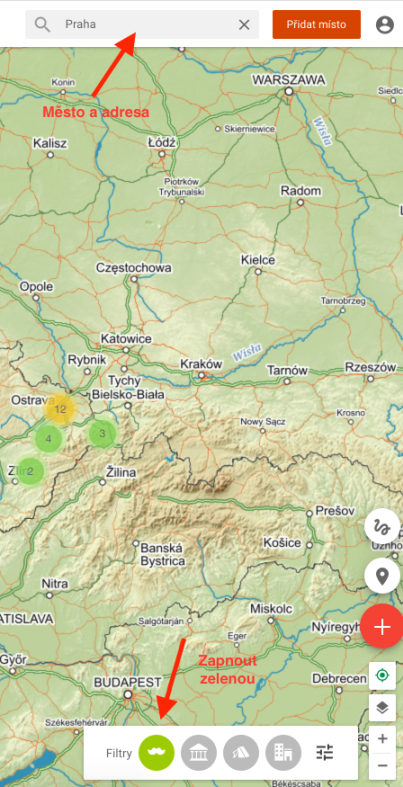 Praha
Přidat místo
Město a adresa
WARSZAWA
Siedlc
Konin
Skierniewice
Wisła
Kalisz
Łódź
Piotrków
Trybunalski
Radom
Kielce
Częstochowa
Opole
Tarnobrzeg
Katowice
Wisła
Rybnik
Kraków
Tarnów
Rzeszów
Tychy
Bielsko-Biała
Ostrava
12
Krosno
Nowy Sącz
4
3
Zlín
2
Žilina
Prešov
Banská
Bystrica
Košice
Uzhho
Nitra
ATISLAVA
Salgótarján
Miskolc
Nyíregyh
Eger
Győr
Zapnout
zelenou
BUDAPEST
Debrecen
Székesfehérvár
Filtry
Békéscsaba